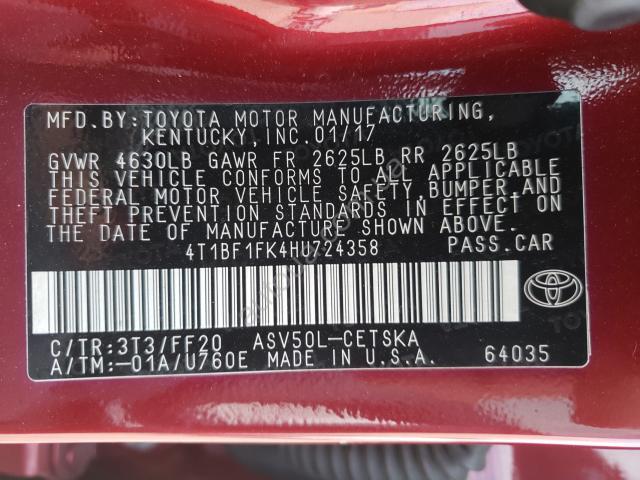 MFD.BY:TOYOTA MOTOR MANUFACTURING,
KENTUCKY,INC.01/17
GVWR 4630LB GAWR FR 2625LB RR 2625LB
THIS VEHICLE CONFORMS TO ALL APPLICABLE
FEDERAL MOTOR VEHICLE SAFETY,BUMPER,AND
THEFT PREVENTION STANDARDS IN EFFECT ON
THE DATE OF MANUFACTURE SHOWN ABOVE.
4T1BF1FK4HU724358 PASS.CAR
C/TR:3T3/FF20 ASV50L-CETSKA
A/TM:-01A/U760E MADE IN U.S.A. 64035